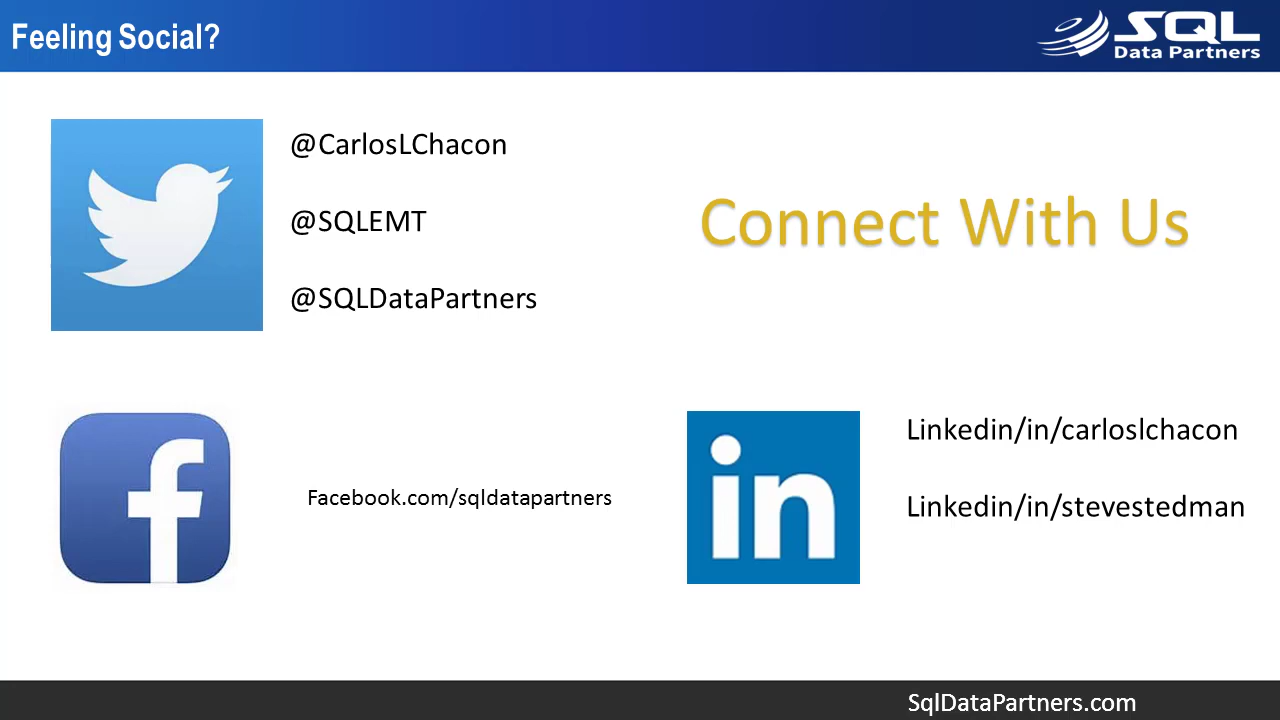 Feeling Social?
SQL
Data Partners
@CarlosLChacon
@SQLEMT
@SQLDataPartners
Connect With Us
f
Facebook.com/sqldatapartners
in
Linkedin/in/carloslchacon
Linkedin/in/stevestedman
SqlDataPartners.com